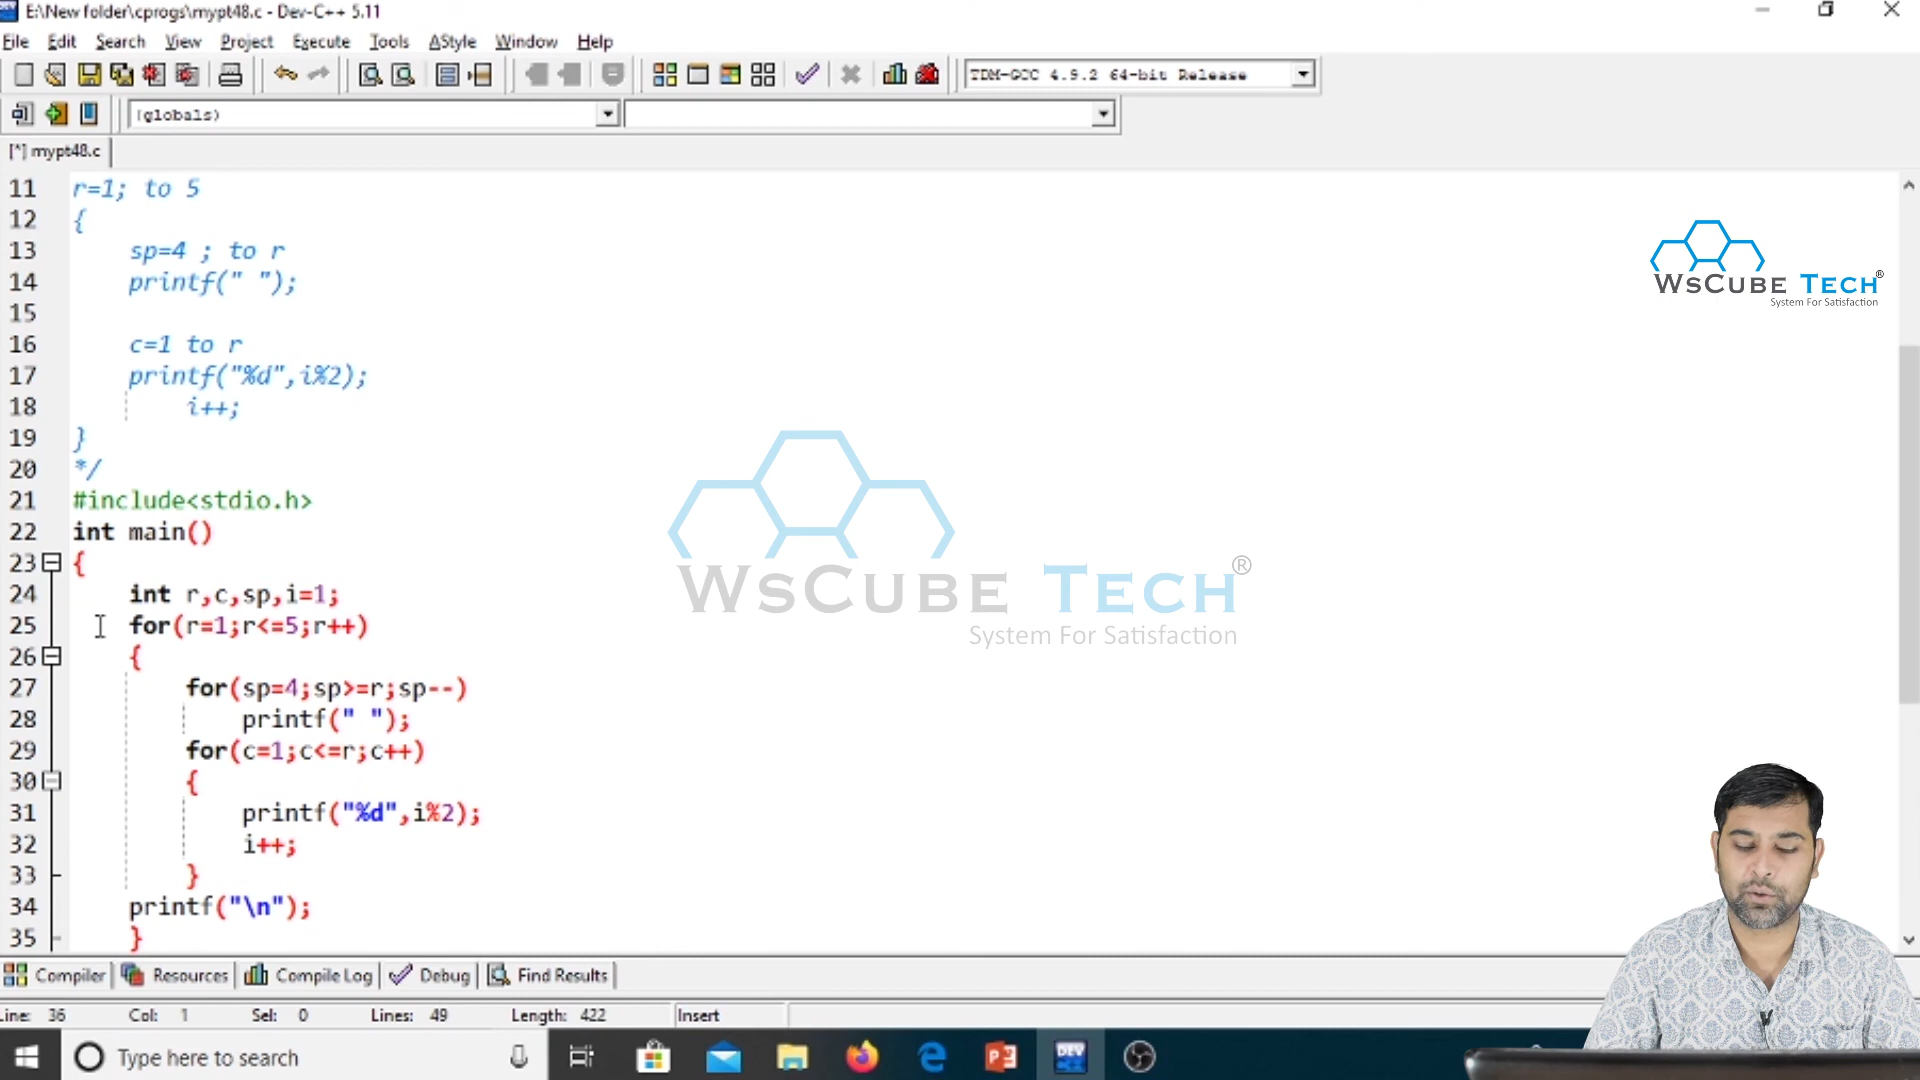 E:\New folder\cprogs\mypt48.c - Dev-C++ 5.11
File Edit Search View Project Execute Tools AStyle Window Help
TDM-GCC 4.9.2 64-bit Release
(globals)
[*] mypt48.c
11 r=1; to 5
12 {
13 sp=4 ; to r
14 printf(" ");
15
16 c=1 to r
17 printf("%d",i%2);
18 i++;
19 }
20 */
21 #include<stdio.h>
22 int main()
23 {
24 int r,c,sp,i=1;
25 for(r=1;r<=5;r++)
26 {
27 for(sp=4;sp>=r;sp--)
28 printf(" ");
29 for(c=1;c<=r;c++)
30 {
31 printf("%d",i%2);
32 i++;
33 }
34 printf("\n");
35 }
WsCube Tech®
System For Satisfaction
WsCube Tech®
System For Satisfaction
Compiler Resources Compile Log Debug Find Results
Line: 36 Col: 1 Sel: 0 Lines: 49 Length: 422 Insert
Type here to search
DEV